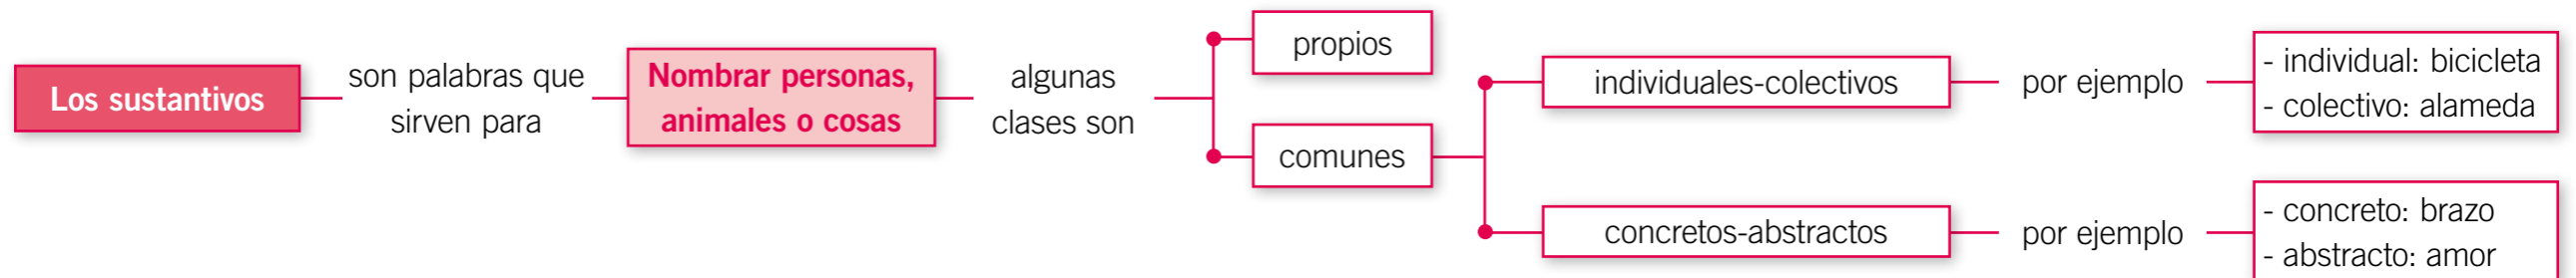 Los sustantivos
son palabras que
sirven para
Nombrar personas,
animales o cosas
algunas
clases son
propios
comunes
individuales-colectivos
por ejemplo
- individual: bicicleta
- colectivo: alameda
concretos-abstractos
por ejemplo
- concreto: brazo
- abstracto: amor